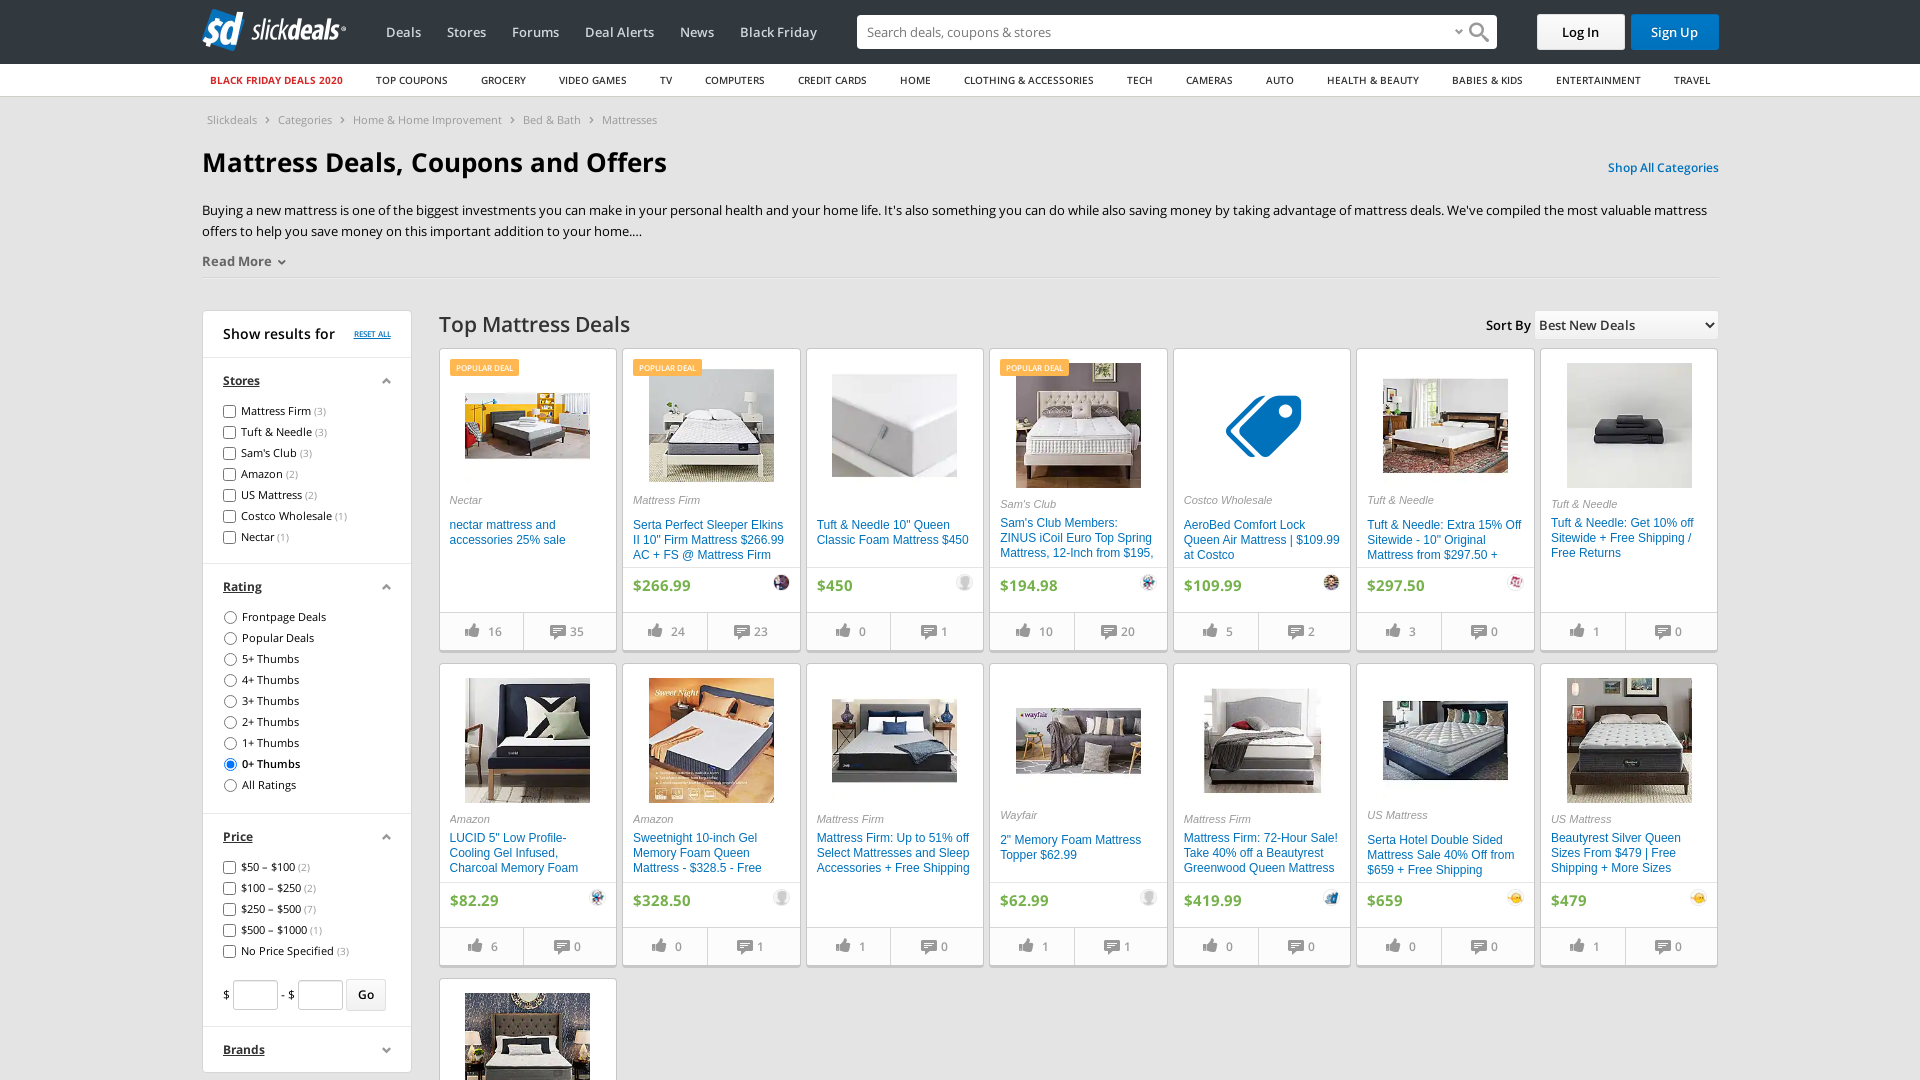 sd slickdeals
Deals
Stores
Forums
Deal Alerts
News
Black Friday
Search deals, coupons & stores
Log In
Sign Up
BLACK FRIDAY DEALS 2020
TOP COUPONS
GROCERY
VIDEO GAMES
TV
COMPUTERS
CREDIT CARDS
HOME
CLOTHING & ACCESSORIES
TECH
CAMERAS
AUTO
HEALTH & BEAUTY
BABIES & KIDS
ENTERTAINMENT
TRAVEL
Slickdeals > Categories > Home & Home Improvement > Bed & Bath > Mattresses
Mattress Deals, Coupons and Offers
Shop All Categories
Buying a new mattress is one of the biggest investments you can make in your personal health and your home life. It's also something you can do while also saving money by taking advantage of mattress deals. We've compiled the most valuable mattress
offers to help you save money on this important addition to your home....
Read More
Show results for
RESET ALL
Stores
Mattress Firm (3)
Tuft & Needle (3)
Sam's Club (3)
Amazon (2)
US Mattress (2)
Costco Wholesale (1)
Nectar (1)
Rating
Frontpage Deals
Popular Deals
5+ Thumbs
4+ Thumbs
3+ Thumbs
2+ Thumbs
1+ Thumbs
0+ Thumbs
All Ratings
Price
$50 – $100 (2)
$100 – $250 (2)
$250 – $500 (7)
$500 – $1000 (1)
No Price Specified (3)
$ - $ Go
Brands
Top Mattress Deals
Sort By Best New Deals
POPULAR DEAL
Nectar
nectar mattress and
accessories 25% sale
16
35
POPULAR DEAL
Mattress Firm
Serta Perfect Sleeper Elkins
II 10" Firm Mattress $266.99
AC + FS @ Mattress Firm
$266.99
24
23
Tuft & Needle 10" Queen
Classic Foam Mattress $450
$450
0
1
POPULAR DEAL
Sam's Club
Sam's Club Members:
ZINUS iCoil Euro Top Spring
Mattress, 12-Inch from $195,
$194.98
10
20
Costco Wholesale
AeroBed Comfort Lock
Queen Air Mattress | $109.99
at Costco
$109.99
5
2
Tuft & Needle
Tuft & Needle: Extra 15% Off
Sitewide - 10" Original
Mattress from $297.50 +
$297.50
3
0
Tuft & Needle
Tuft & Needle: Get 10% off
Sitewide + Free Shipping /
Free Returns
1
0
Amazon
LUCID 5" Low Profile-
Cooling Gel Infused,
Charcoal Memory Foam
$82.29
6
0
Sweet Night
Amazon
Sweetnight 10-inch Gel
Memory Foam Queen
Mattress - $328.5 - Free
$328.50
0
1
Mattress Firm
Mattress Firm: Up to 51% off
Select Mattresses and Sleep
Accessories + Free Shipping
1
0
wayfair
Wayfair
2" Memory Foam Mattress
Topper $62.99
$62.99
1
1
Mattress Firm
Mattress Firm: 72-Hour Sale!
Take 40% off a Beautyrest
Greenwood Queen Mattress
$419.99
0
0
US Mattress
Serta Hotel Double Sided
Mattress Sale 40% Off from
$659 + Free Shipping
$659
0
0
US Mattress
Beautyrest Silver Queen
Sizes From $479 | Free
Shipping + More Sizes
$479
1
0